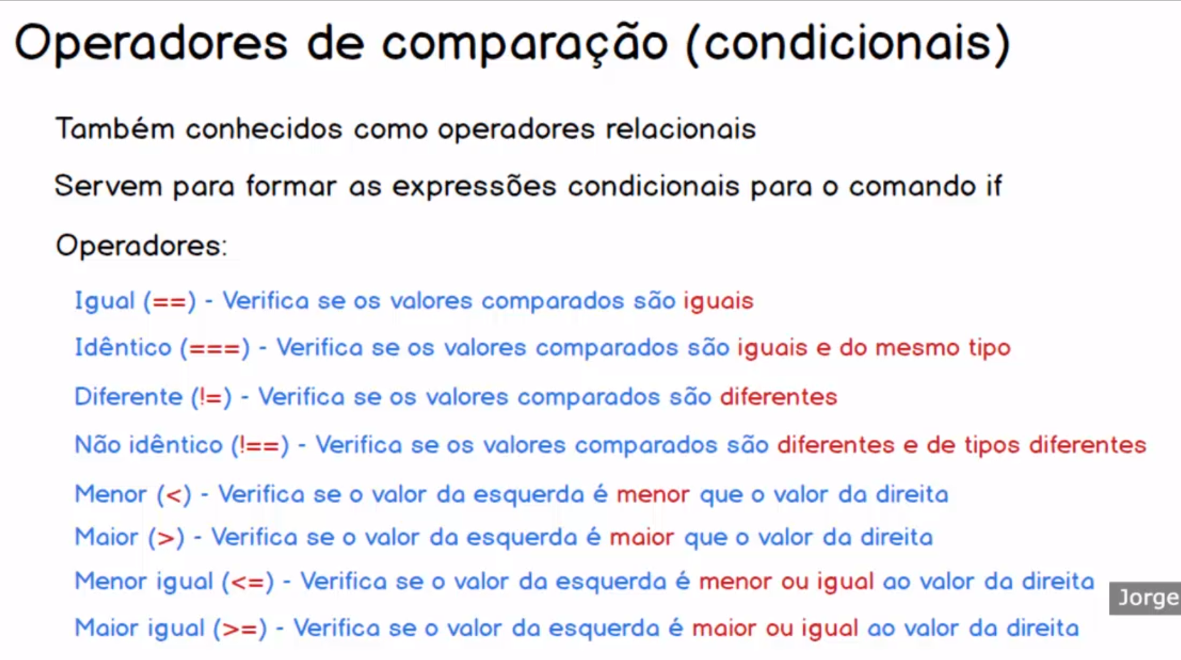 Operadores de comparação (condicionais)
Também conhecidos como operadores relacionais
Servem para formar as expressões condicionais para o comando if
Operadores:
Igual (==) - Verifica se os valores comparados são iguais
Idêntico (===) - Verifica se os valores comparados são iguais e do mesmo tipo
Diferente (!=) - Verifica se os valores comparados são diferentes
Não idêntico (!==) - Verifica se os valores comparados são diferentes e de tipos diferentes
Menor (<) - Verifica se o valor da esquerda é menor que o valor da direita
Maior (>) - Verifica se o valor da esquerda é maior que o valor da direita
Menor igual (<=) - Verifica se o valor da esquerda é menor ou igual ao valor da direita
Jorge
Maior igual (>=) - Verifica se o valor da esquerda é maior ou igual ao valor da direita